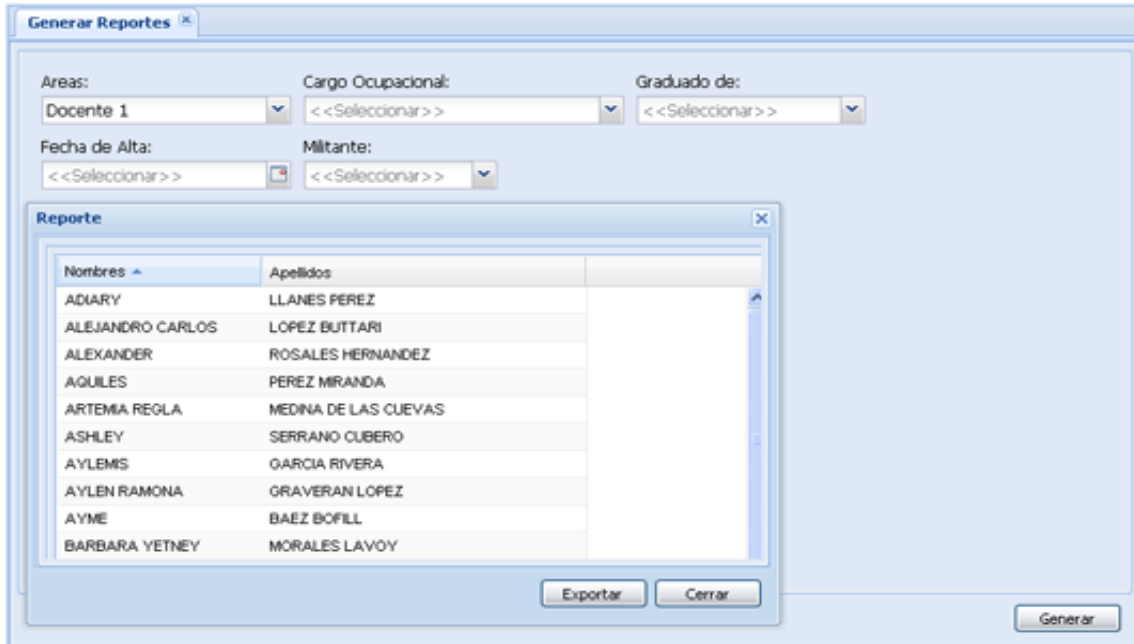 Generar Reportes
Areas: Cargo Ocupacional: Graduado de:
Docente 1 <<Seleccionar>> <<Seleccionar>>
Fecha de Alta: Militante:
<<Seleccionar>> <<Seleccionar>>
Reporte
Nombres Apellidos
ADIARY LLANES PEREZ
ALEJANDRO CARLOS LOPEZ BUTTARI
ALEXANDER ROSALES HERNANDEZ
AQUILES PEREZ MIRANDA
ARTEMIA REGLA MEDINA DE LAS CUEVAS
ASHLEY SERRANO CUBERO
AYLEMIS GARCIA RIVERA
AYLEN RAMONA GRAVERAN LOPEZ
AYME BAEZ BOFILL
BARBARA YETNEY MORALES LAVOY
Exportar Cerrar
Generar